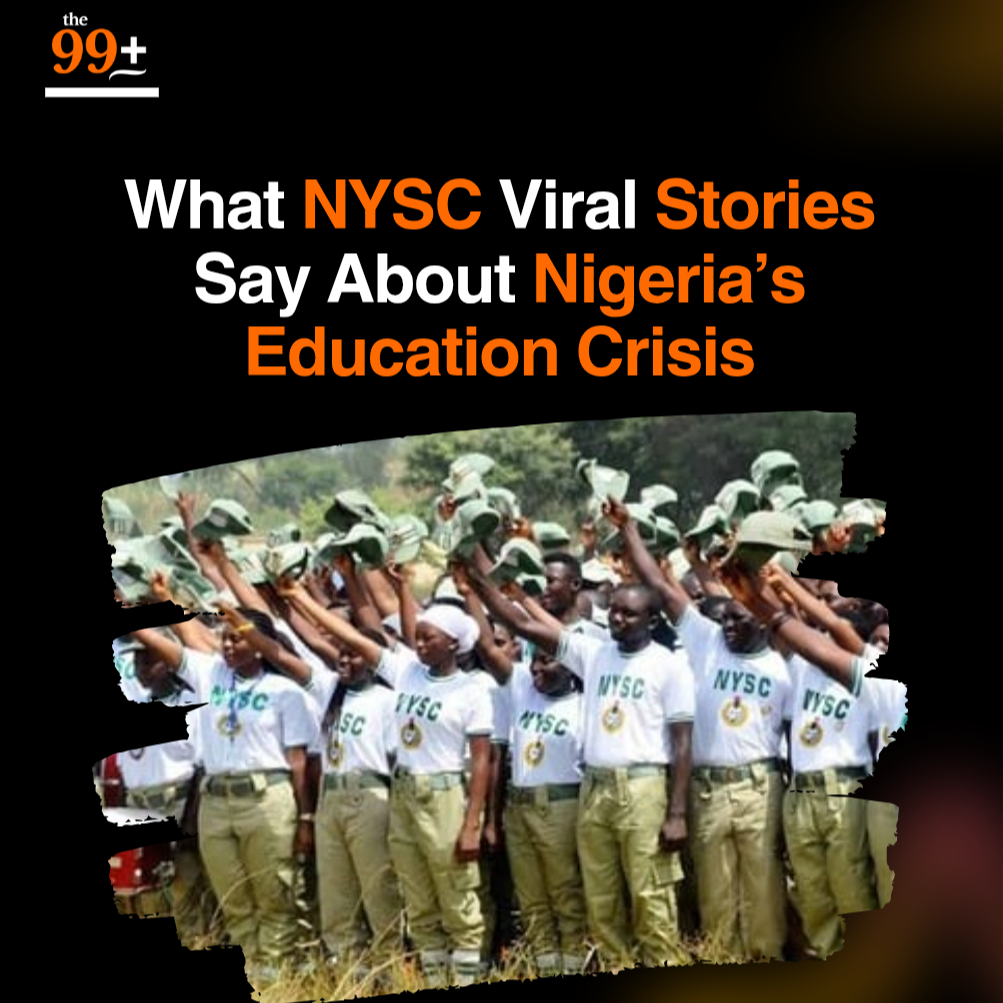 the
99+
What NYSC Viral Stories
Say About Nigeria’s
Education Crisis
NYSC
NYSC
NYSC
NYSC
NYSC
NYSC